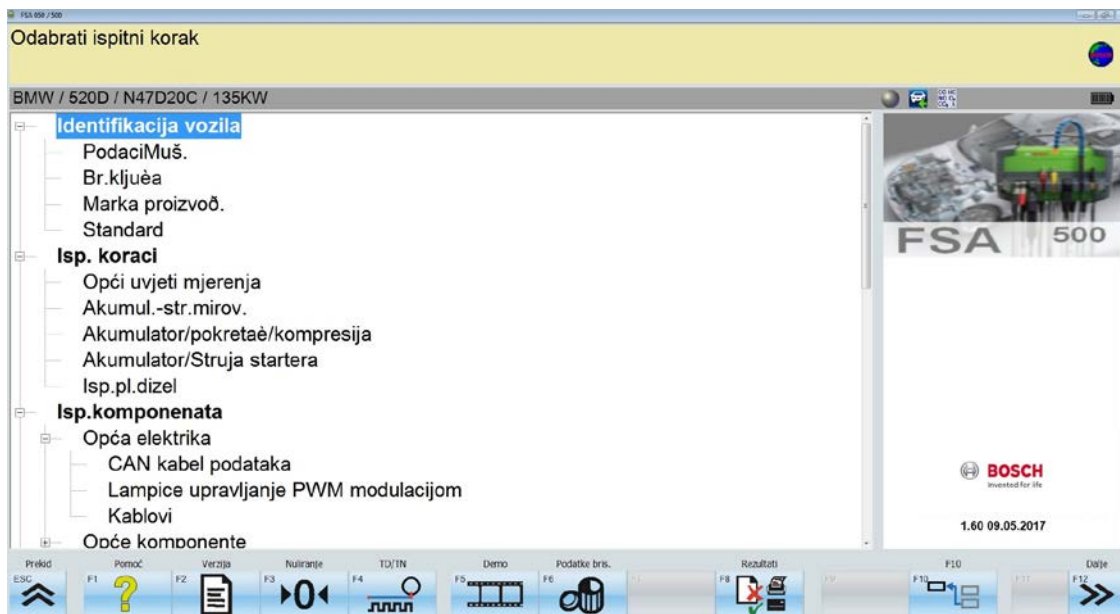 FSA 050 / 500
Odabrati ispitni korak
BMW / 520D / N47D20C / 135KW
Identifikacija vozila
PodaciMuš.
Br.kljuèa
Marka proizvoð.
Standard
Isp. koraci
Opći uvjeti mjerenja
Akumul.-str.mirov.
Akumulator/pokretaè/kompresija
Akumulator/Struja startera
Isp.pl.dizel
Isp.komponenata
Opća elektrika
CAN kabel podataka
Lampice upravljanje PWM modulacijom
Kablovi
Opće komponente
FSA 500
BOSCH
Invented for life
1.60 09.05.2017
Prekid Pomoć Verzija Nuliranje TD/TN Demo Podatke bris. Rezultati F10 Dalje
ESC F1 F2 F3 F4 F5 F6 F8 F9 F10 F11 F12